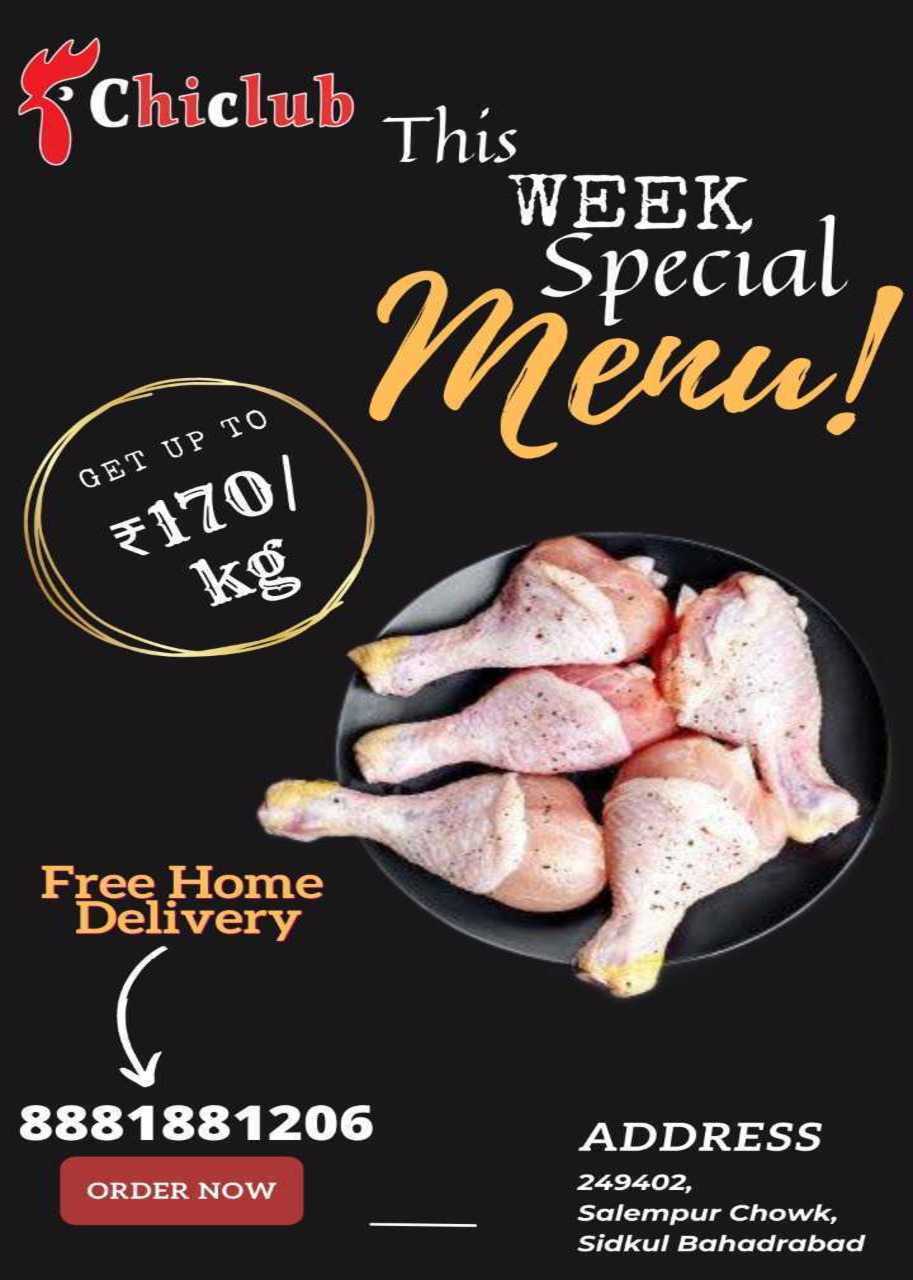 Chiclub
This
WEEK
Special
Menu!
GET UP TO
₹170/
kg
Free Home
Delivery
8881881206
ORDER NOW
ADDRESS
249402,
Salempur Chowk,
Sidkul Bahadrabad